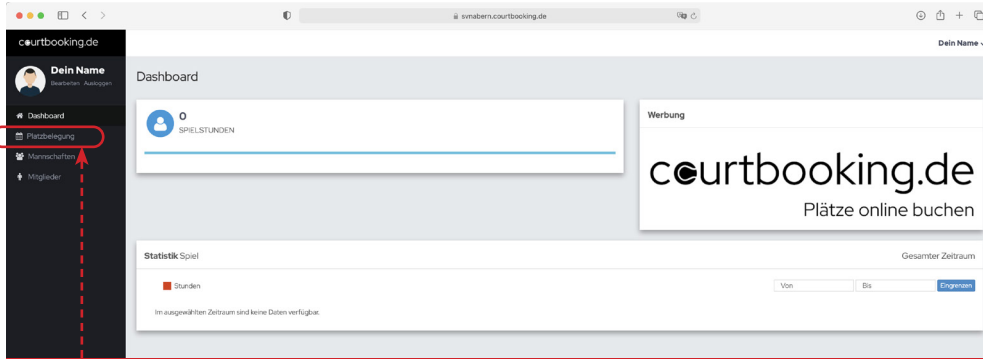 svnabern.courtbooking.de
courtbooking.de
Dein Name
Dein Name
Bearbeiten Ausloggen
Dashboard
Dashboard
Platzbelegung
Mannschaften
Mitglieder
0
SPIELSTUNDEN
Werbung
courtbooking.de
Plätze online buchen
Statistik Spiel
Gesamter Zeitraum
Stunden
Von
Bis
Eingrenzen
Im ausgewählten Zeitraum sind keine Daten verfügbar.